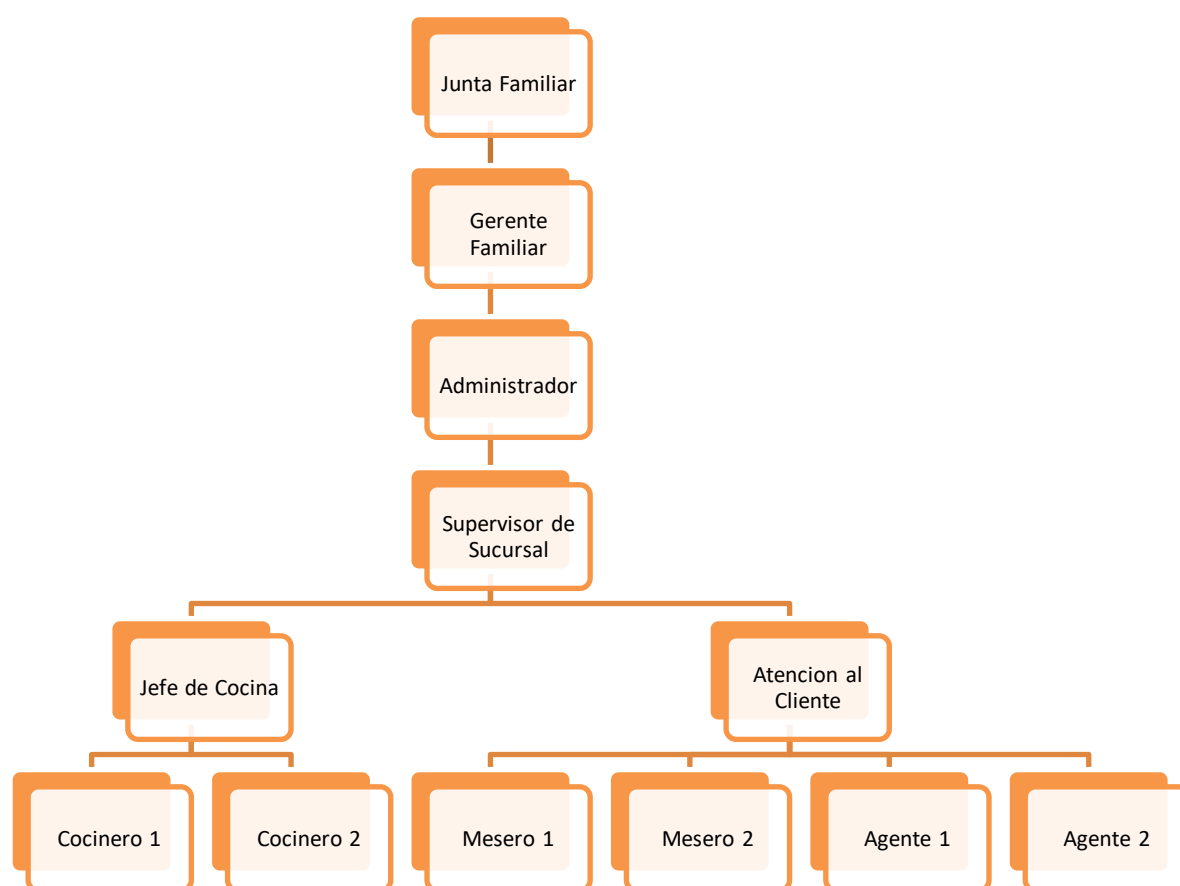 Junta Familiar
Gerente
Familiar
Administrador
Supervisor de
Sucursal
Jefe de Cocina
Atencion al
Cliente
Cocinero 1
Cocinero 2
Mesero 1
Mesero 2
Agente 1
Agente 2